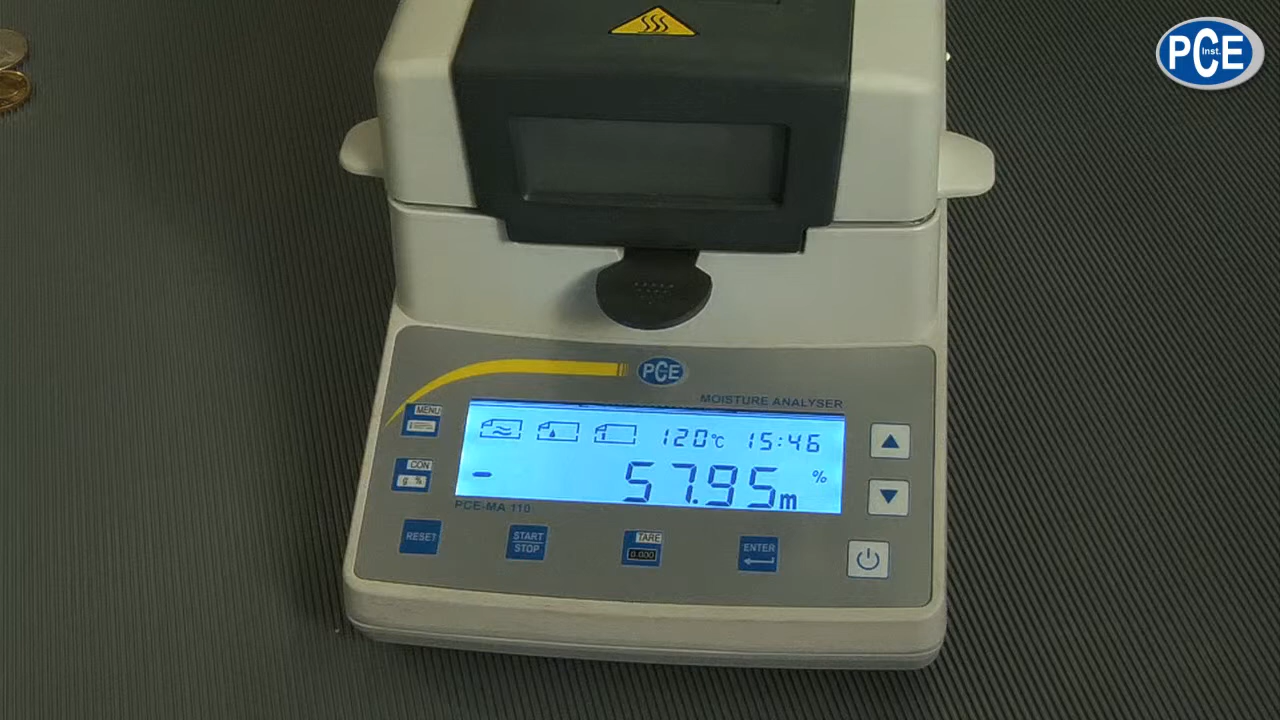 PCE Inst.
PCE
MOISTURE ANALYSER
MENU
120°C 15:46
CON
g %
- 57.95m %
PCE-MA 110
RESET
START
STOP
TARE
0.000
ENTER